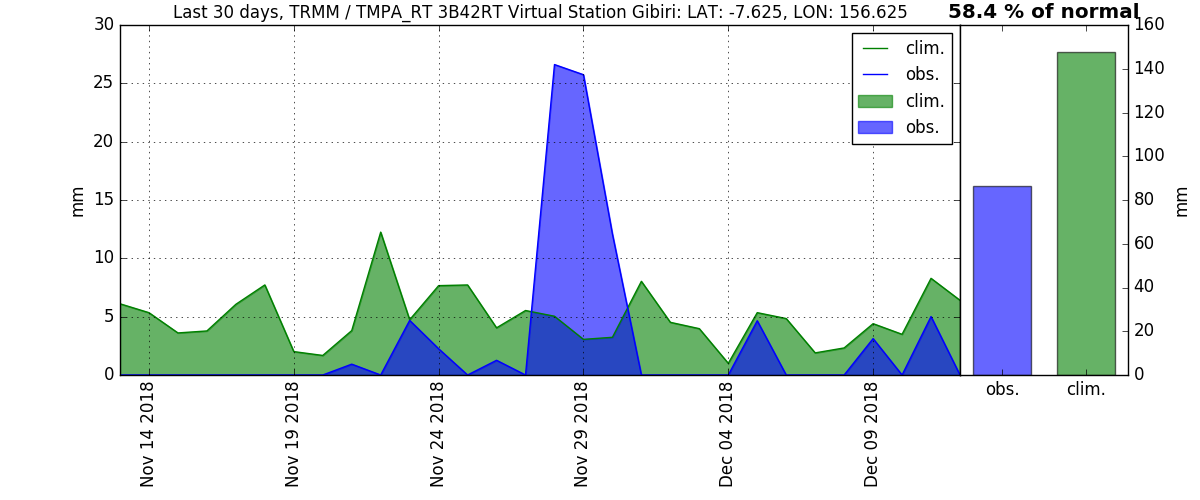 Last 30 days, TRMM / TMPA_RT 3B42RT Virtual Station Gibiri: LAT: -7.625, LON: 156.625
58.4 % of normal
30
25
20
15
10
5
0
mm
clim.
obs.
clim.
obs.
Nov 14 2018
Nov 19 2018
Nov 24 2018
Nov 29 2018
Dec 04 2018
Dec 09 2018
160
140
120
100
80
60
40
20
0
mm
obs.
clim.